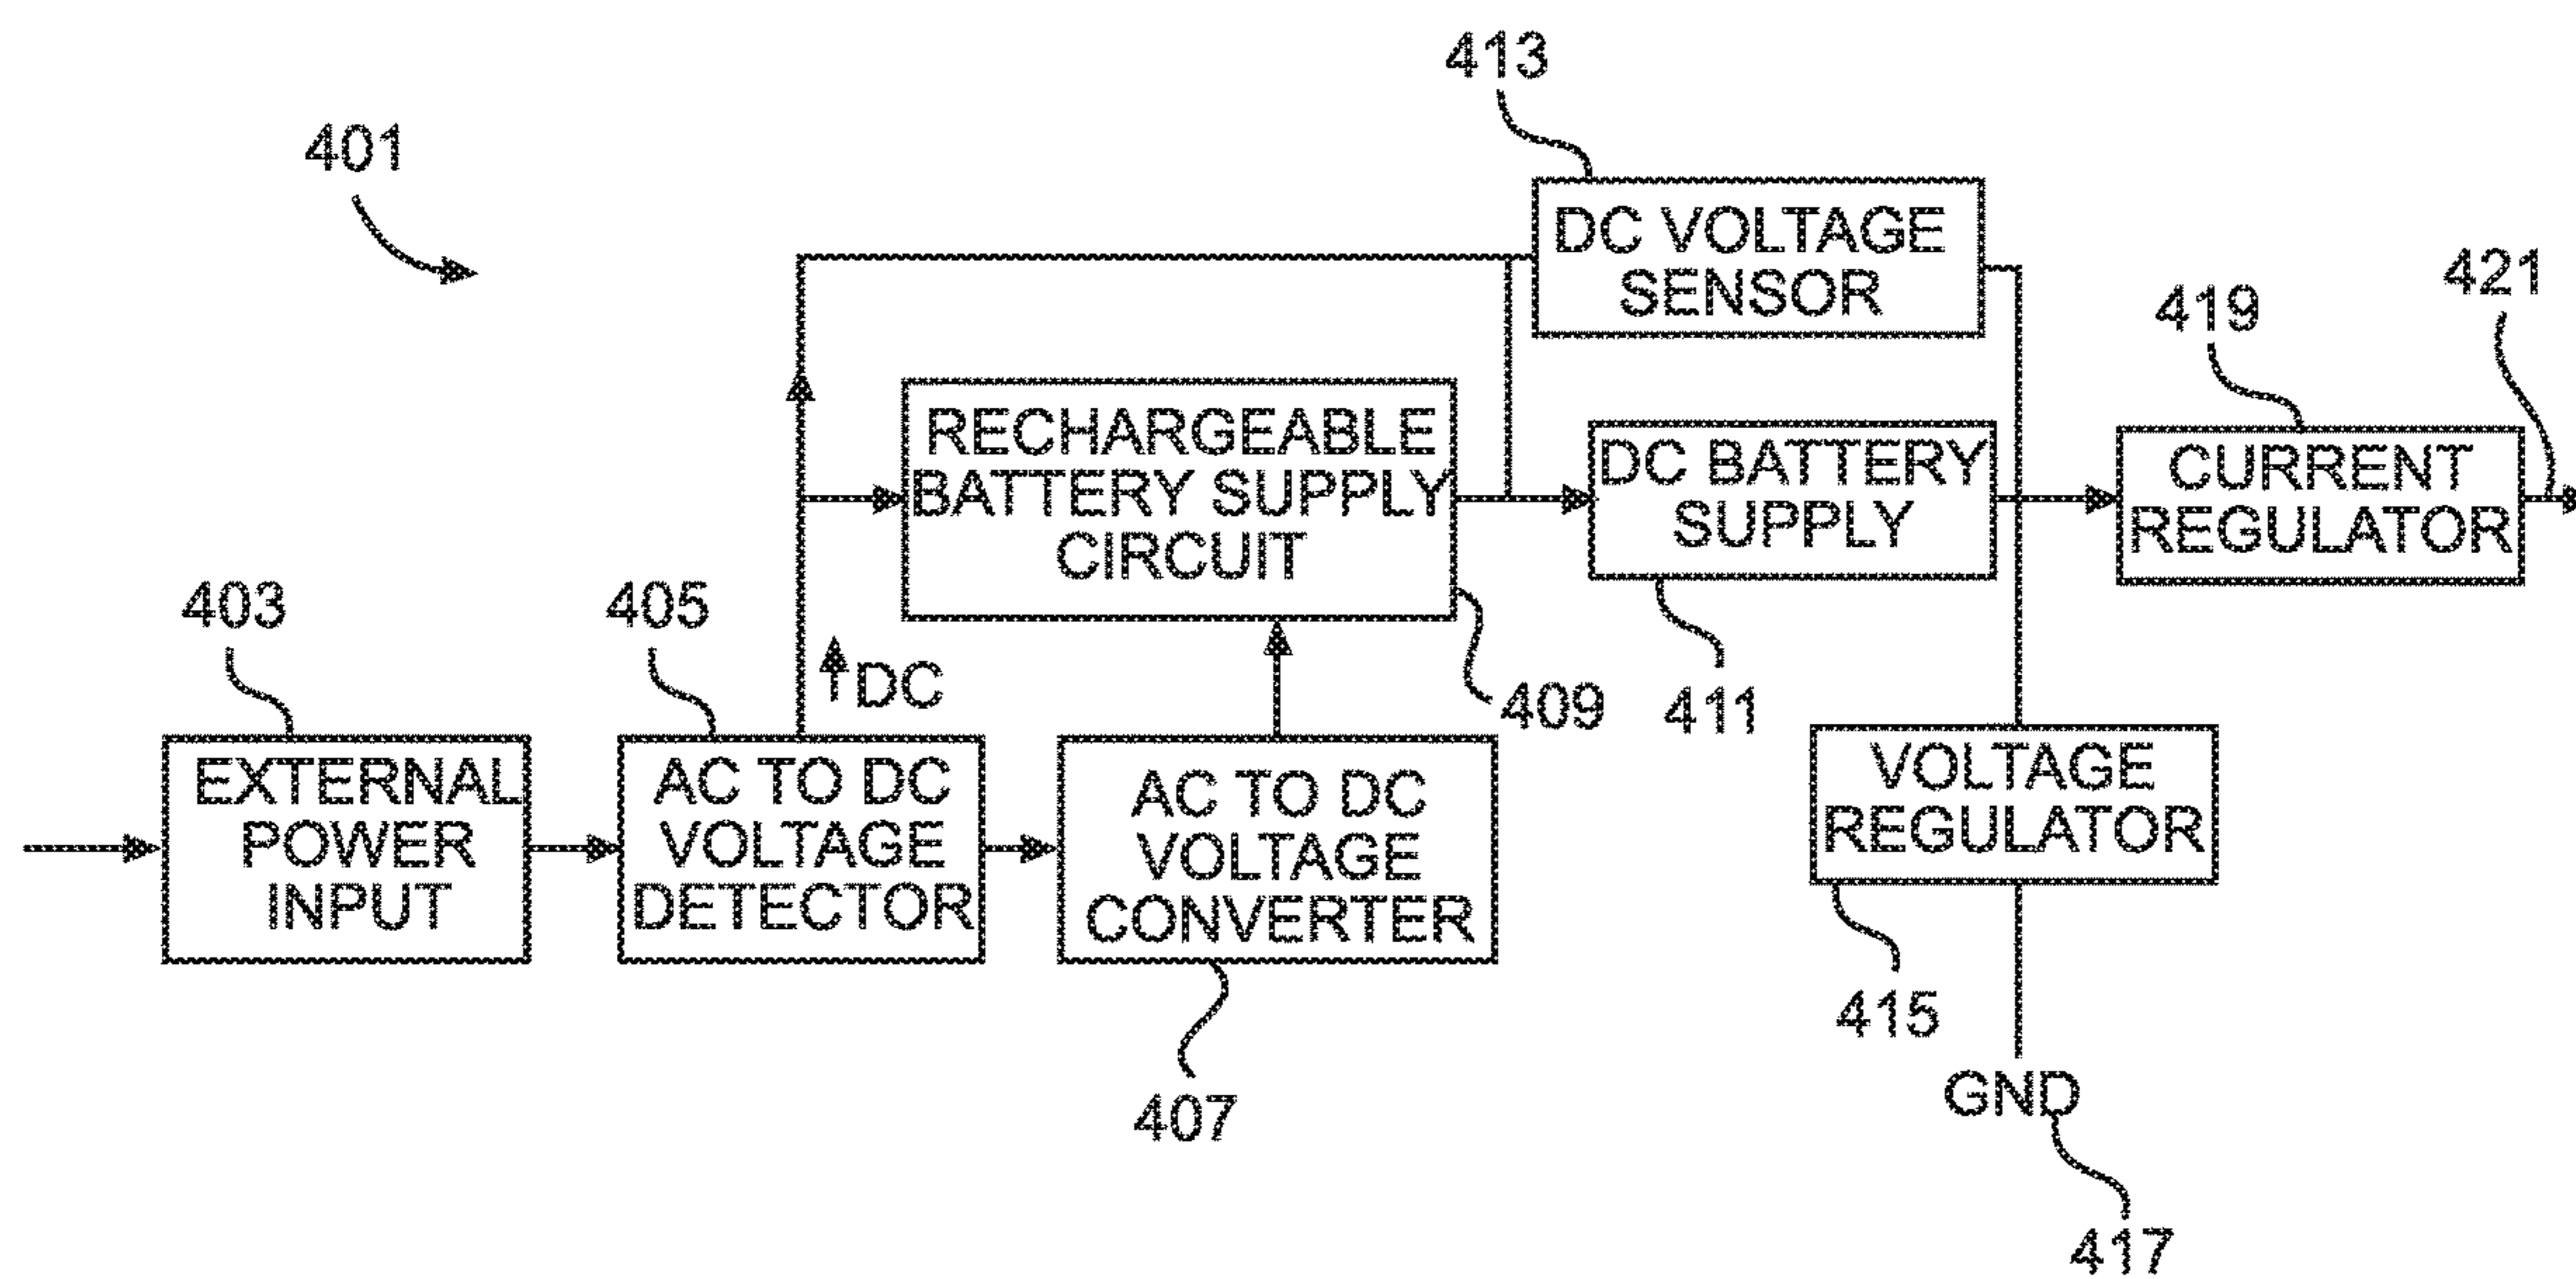 413
401
DC VOLTAGE
SENSOR
421
419
RECHARGEABLE
BATTERY SUPPLY
CIRCUIT
DC BATTERY
SUPPLY
CURRENT
REGULATOR
403
405
DC
409
411
EXTERNAL
POWER
INPUT
AC TO DC
VOLTAGE
DETECTOR
AC TO DC
VOLTAGE
CONVERTER
VOLTAGE
REGULATOR
415
407
GND
417